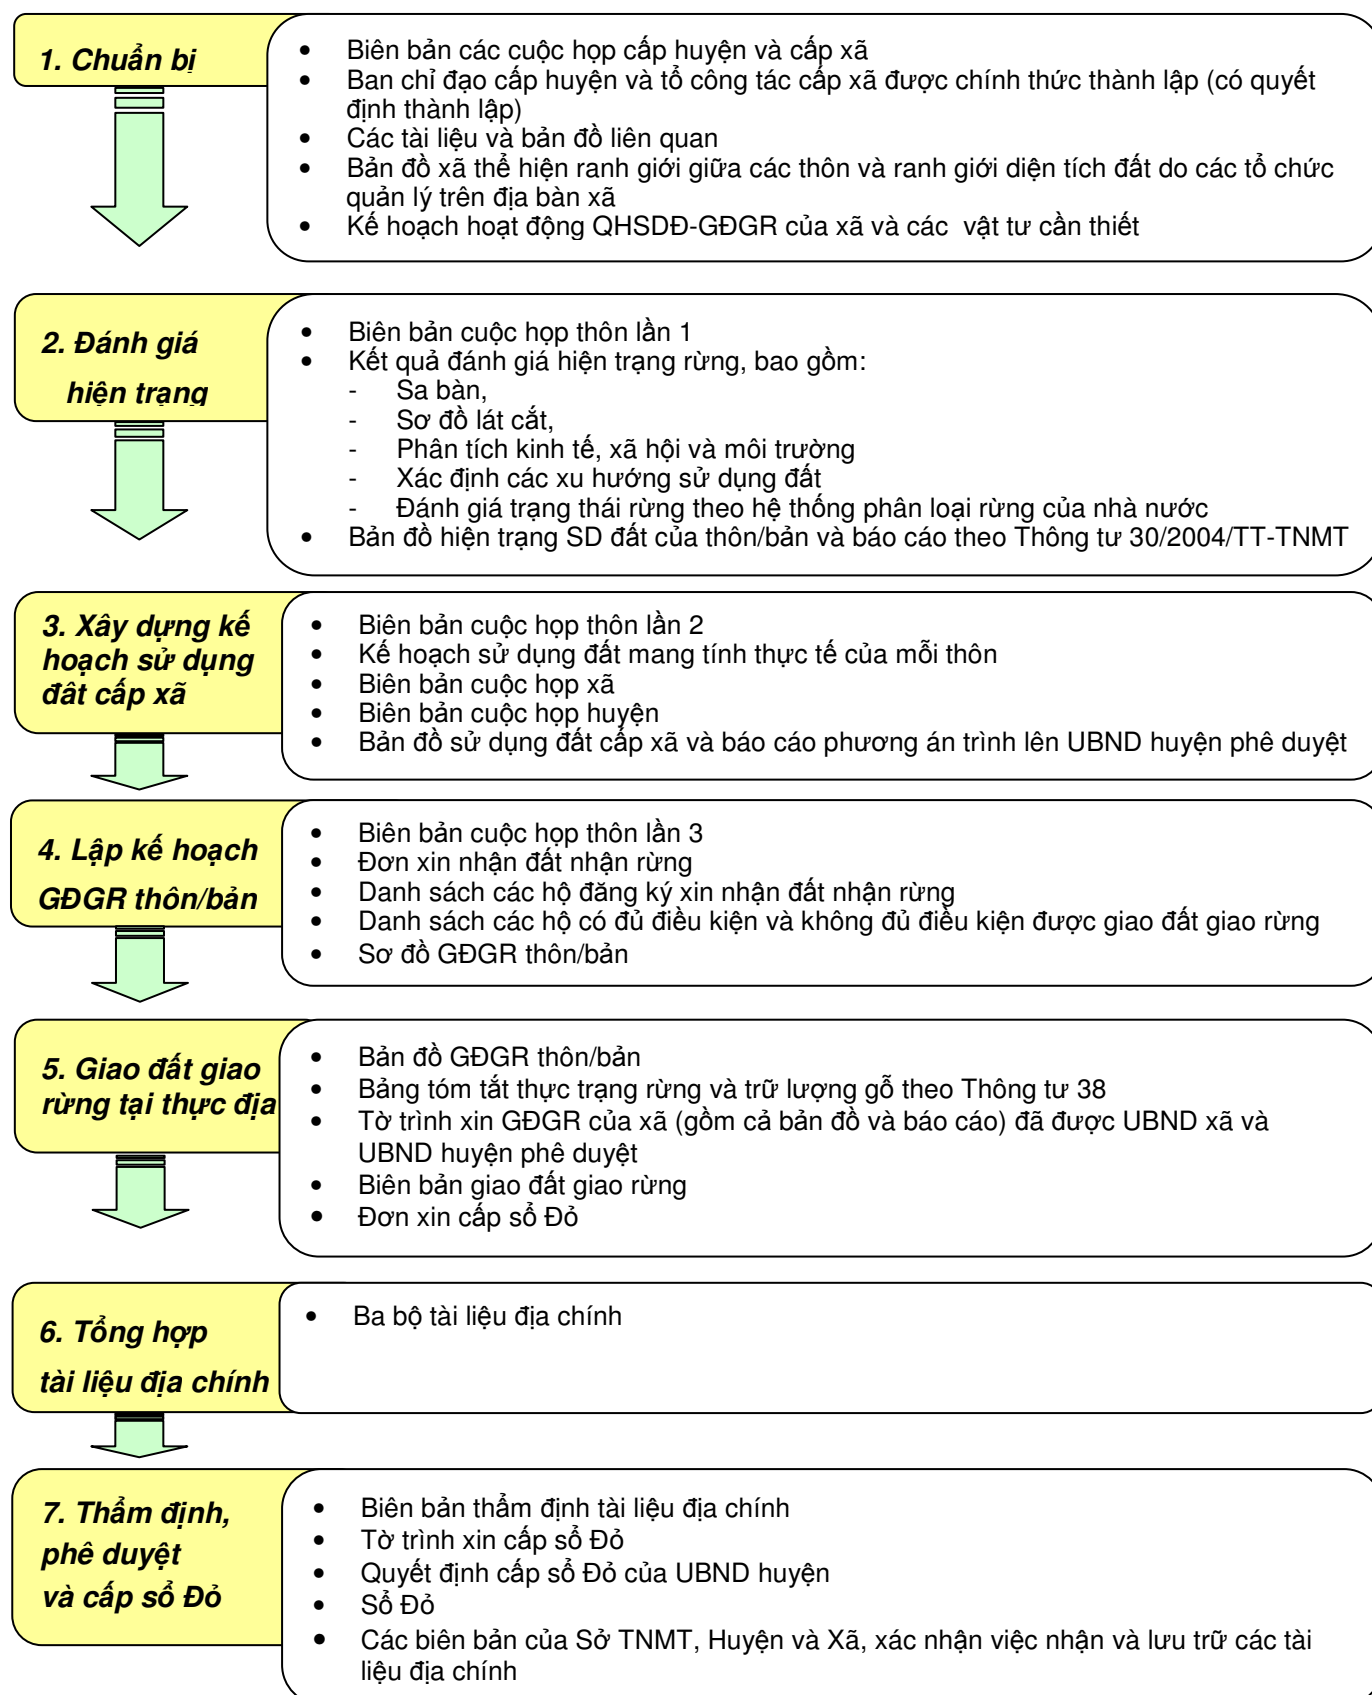 1. Chuẩn bị
• Biên bản các cuộc họp cấp huyện và cấp xã
• Ban chỉ đạo cấp huyện và tổ công tác cấp xã được chính thức thành lập (có quyết
định thành lập)
• Các tài liệu và bản đồ liên quan
• Bản đồ xã thể hiện ranh giới giữa các thôn và ranh giới diện tích đất do các tổ chức
quản lý trên địa bàn xã
• Kế hoạch hoạt động QHSDĐ-GĐGR của xã và các vật tư cần thiết
2. Đánh giá
hiện trạng
• Biên bản cuộc họp thôn lần 1
• Kết quả đánh giá hiện trạng rừng, bao gồm:
- Sa bàn,
- Sơ đồ lát cắt,
- Phân tích kinh tế, xã hội và môi trường
- Xác định các xu hướng sử dụng đất
- Đánh giá trạng thái rừng theo hệ thống phân loại rừng của nhà nước
• Bản đồ hiện trạng SD đất của thôn/bản và báo cáo theo Thông tư 30/2004/TT-TNMT
3. Xây dựng kế
hoạch sử dụng
đât cấp xã
• Biên bản cuộc họp thôn lần 2
• Kế hoạch sử dụng đất mang tính thực tế của mỗi thôn
• Biên bản cuộc họp xã
• Biên bản cuộc họp huyện
• Bản đồ sử dụng đất cấp xã và báo cáo phương án trình lên UBND huyện phê duyệt
4. Lập kế hoạch
GĐGR thôn/bản
• Biên bản cuộc họp thôn lần 3
• Đơn xin nhận đất nhận rừng
• Danh sách các hộ đăng ký xin nhận đất nhận rừng
• Danh sách các hộ có đủ điều kiện và không đủ điều kiện được giao đất giao rừng
• Sơ đồ GĐGR thôn/bản
5. Giao đất giao
rừng tại thực địa
• Bản đồ GĐGR thôn/bản
• Bảng tóm tắt thực trạng rừng và trữ lượng gỗ theo Thông tư 38
• Tờ trình xin GĐGR của xã (gồm cả bản đồ và báo cáo) đã được UBND xã và
UBND huyện phê duyệt
• Biên bản giao đất giao rừng
• Đơn xin cấp sổ Đỏ
6. Tổng hợp
tài liệu địa chính
• Ba bộ tài liệu địa chính
7. Thẩm định,
phê duyệt
và cấp sổ Đỏ
• Biên bản thẩm định tài liệu địa chính
• Tờ trình xin cấp sổ Đỏ
• Quyết định cấp sổ Đỏ của UBND huyện
• Sổ Đỏ
• Các biên bản của Sở TNMT, Huyện và Xã, xác nhận việc nhận và lưu trữ các tài
liệu địa chính